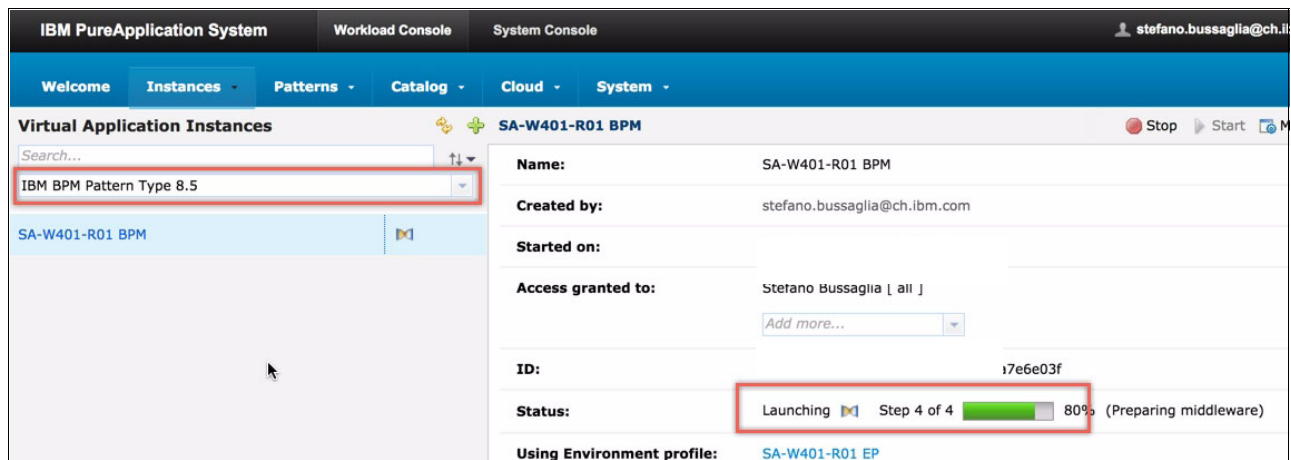 IBM PureApplication System Workload Console System Console stefano.bussaglia@ch.i
Welcome Instances Patterns Catalog Cloud System
Virtual Application Instances SA-W401-R01 BPM Stop Start M
Search... Name: SA-W401-R01 BPM
IBM BPM Pattern Type 8.5
Created by: stefano.bussaglia@ch.ibm.com
SA-W401-R01 BPM
Started on:
Access granted to: Stefano Bussaglia [ all ]
Add more...
ID: a7e6e03f
Status: Launching Step 4 of 4 80% (Preparing middleware)
Using Environment profile: SA-W401-R01 EP